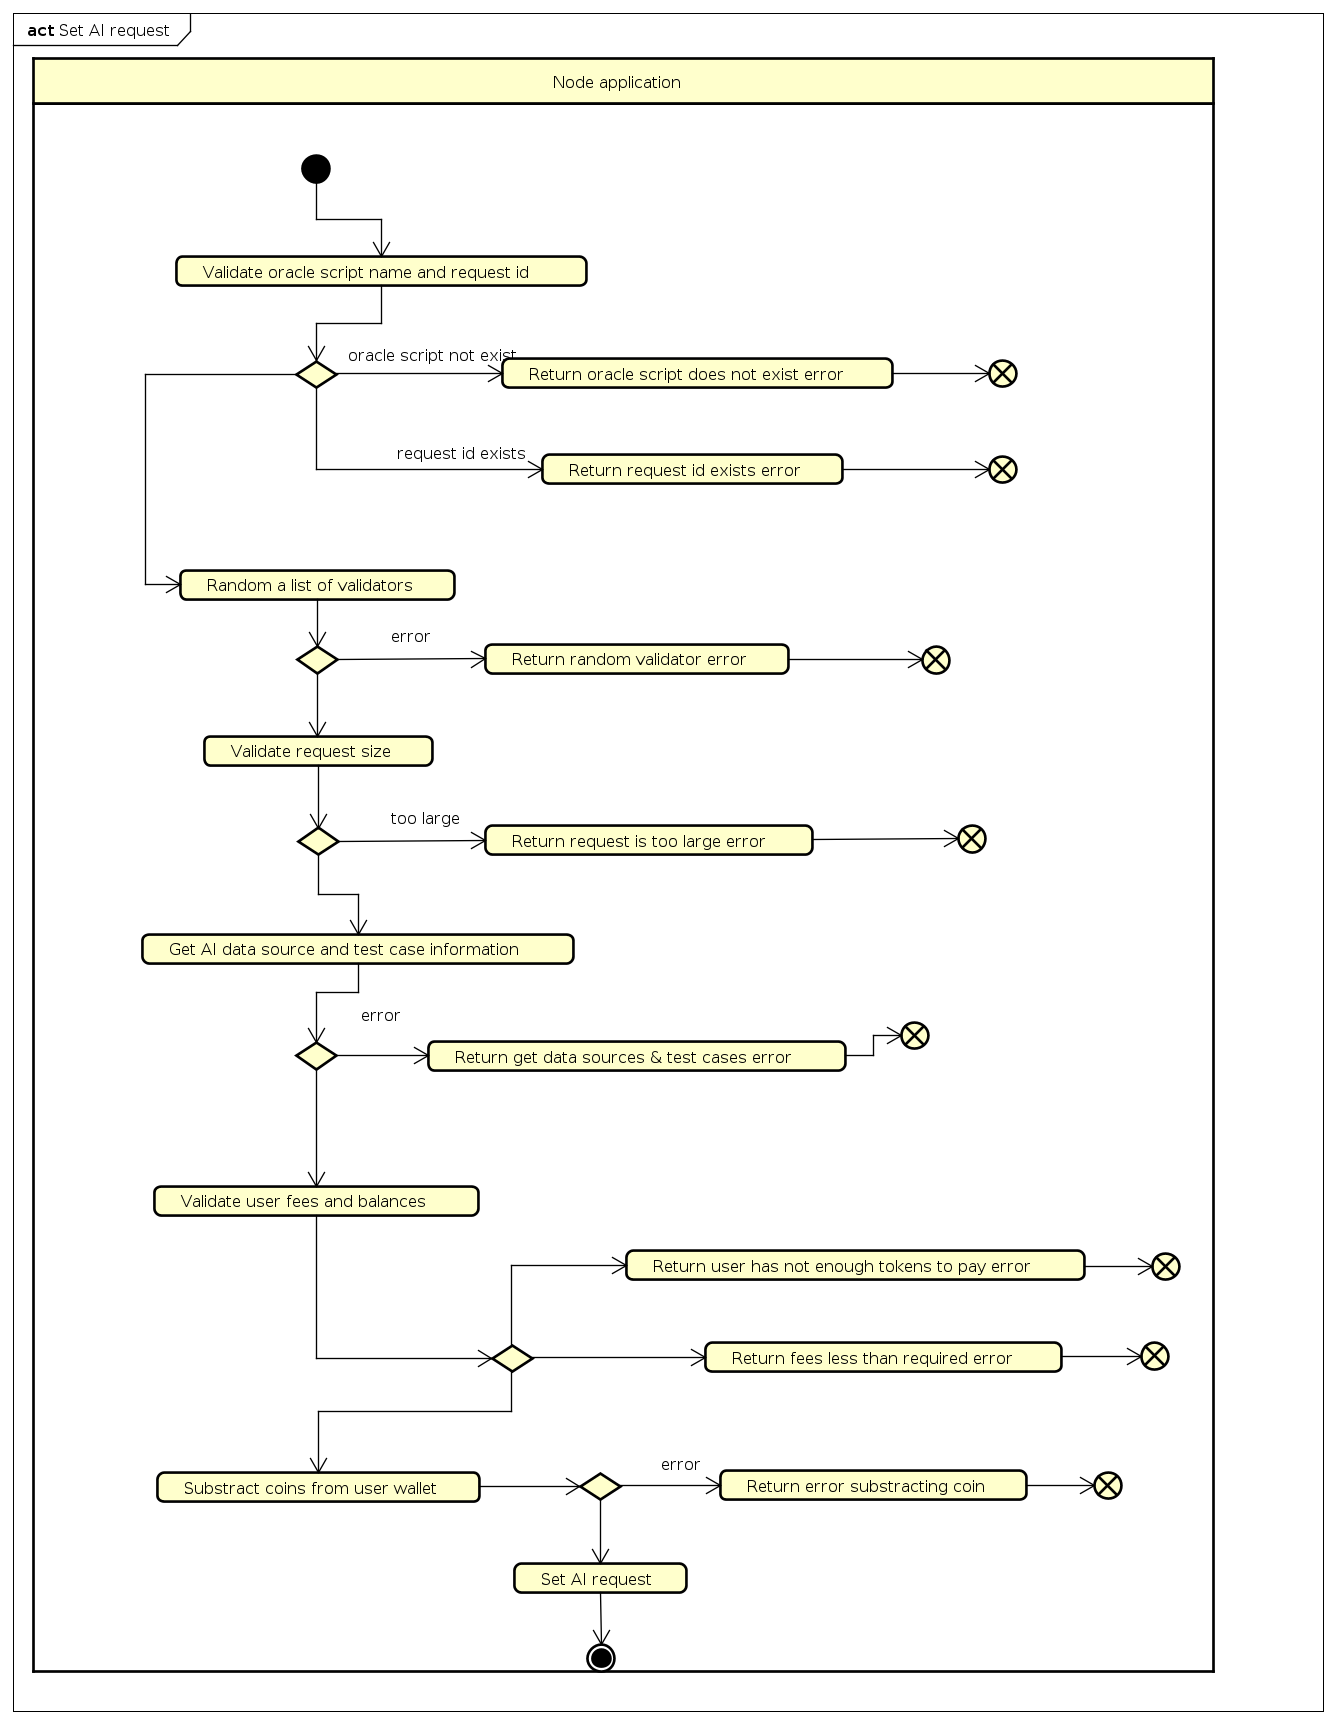 act Set AI request
Node application
Validate oracle script name and request id
oracle script not exist
Return oracle script does not exist error
request id exists
Return request id exists error
Random a list of validators
error
Return random validator error
Validate request size
too large
Return request is too large error
Get AI data source and test case information
error
Return get data sources & test cases error
Validate user fees and balances
Return user has not enough tokens to pay error
Return fees less than required error
error
Substract coins from user wallet
Return error substracting coin
Set AI request